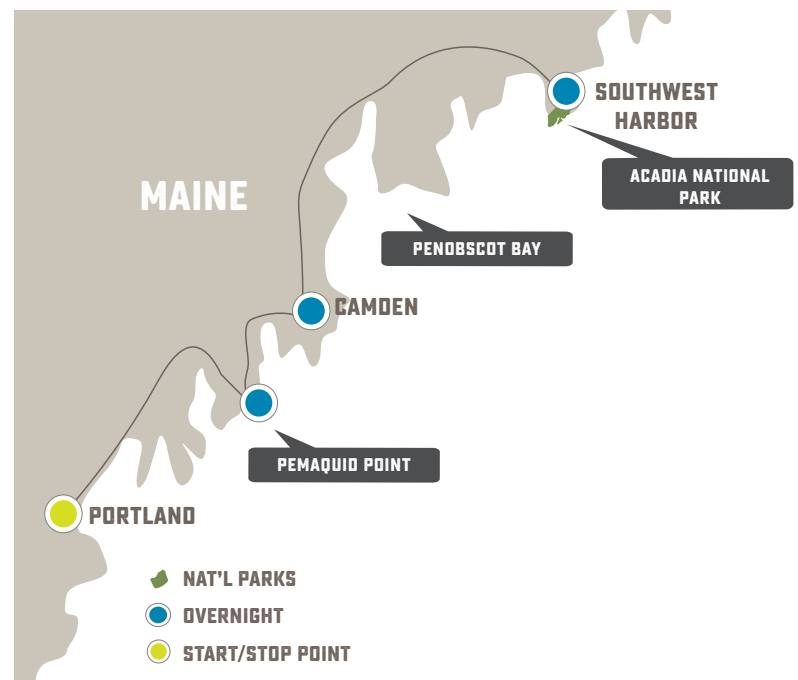 SOUTHWEST
HARBOR
ACADIA NATIONAL
PARK
MAINE
PENOBSCOT BAY
CAMDEN
PEMAQUID POINT
PORTLAND
NAT'L PARKS
OVERNIGHT
START/STOP POINT